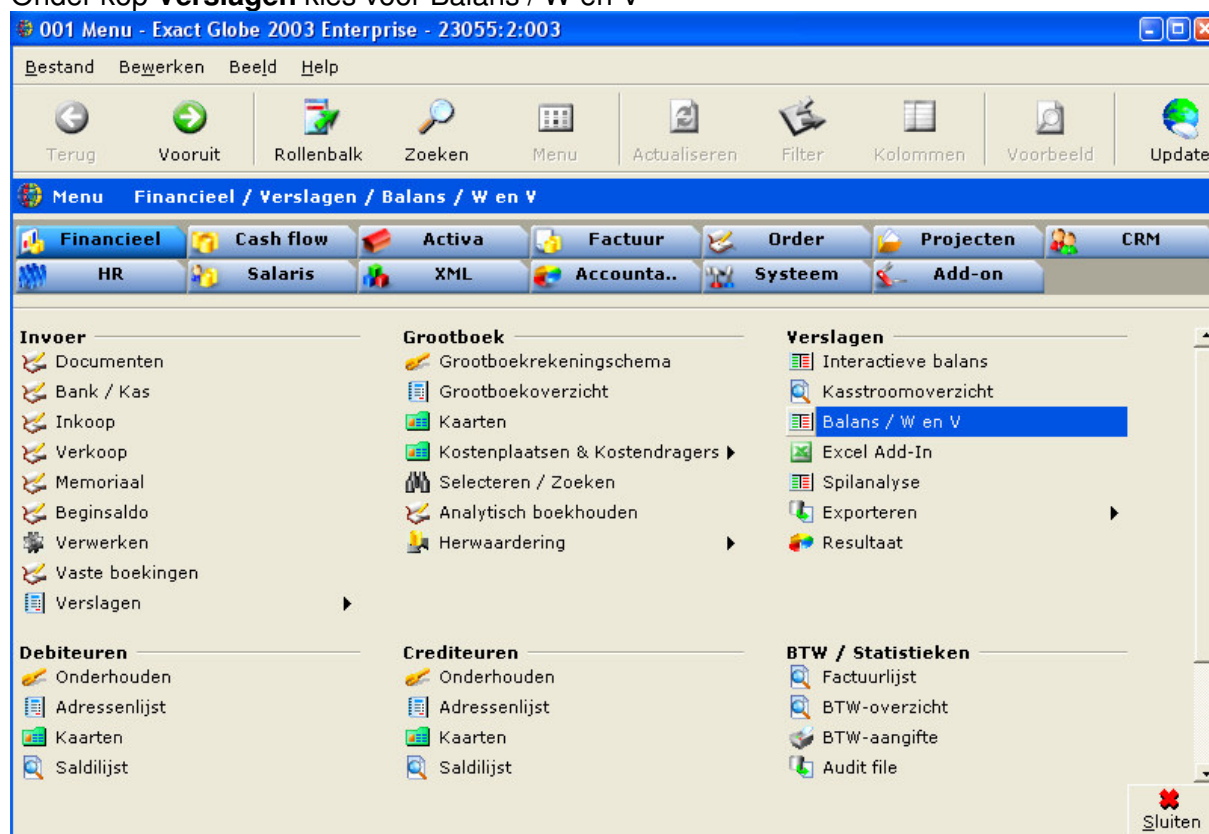 Onder kop Verslagen kies voor Balans / W en V
001 Menu - Exact Globe 2003 Enterprise - 23055:2:003
Bestand Bewerken Beeld Help
Terug Vooruit Rollenbalk Zoeken Menu Actualiseren Filter Kolommen Voorbeeld Update
Menu Financieel / Verslagen / Balans / W en V
Financieel Cash flow Activa Factuur Order Projecten CRM
HR Salaris XML Accounta.. Systeem Add-on
Invoer
Documenten
Bank / Kas
Inkoop
Verkoop
Memoriaal
Beginsaldo
Verwerken
Vaste boekingen
Verslagen
Grootboek
Grootboekrekeningschema
Grootboekoverzicht
Kaarten
Kostenplaatsen & Kostendragers
Selecteren / Zoeken
Analytisch boekhouden
Herwaardering
Verslagen
Interactieve balans
Kasstroomoverzicht
Balans / W en V
Excel Add-In
Spilanalyse
Exporteren
Resultaat
Debiteuren
Onderhouden
Adressenlijst
Kaarten
Saldilijst
Crediteuren
Onderhouden
Adressenlijst
Kaarten
Saldilijst
BTW / Statistieken
Factuurlijst
BTW-overzicht
BTW-aangifte
Audit file
Sluiten